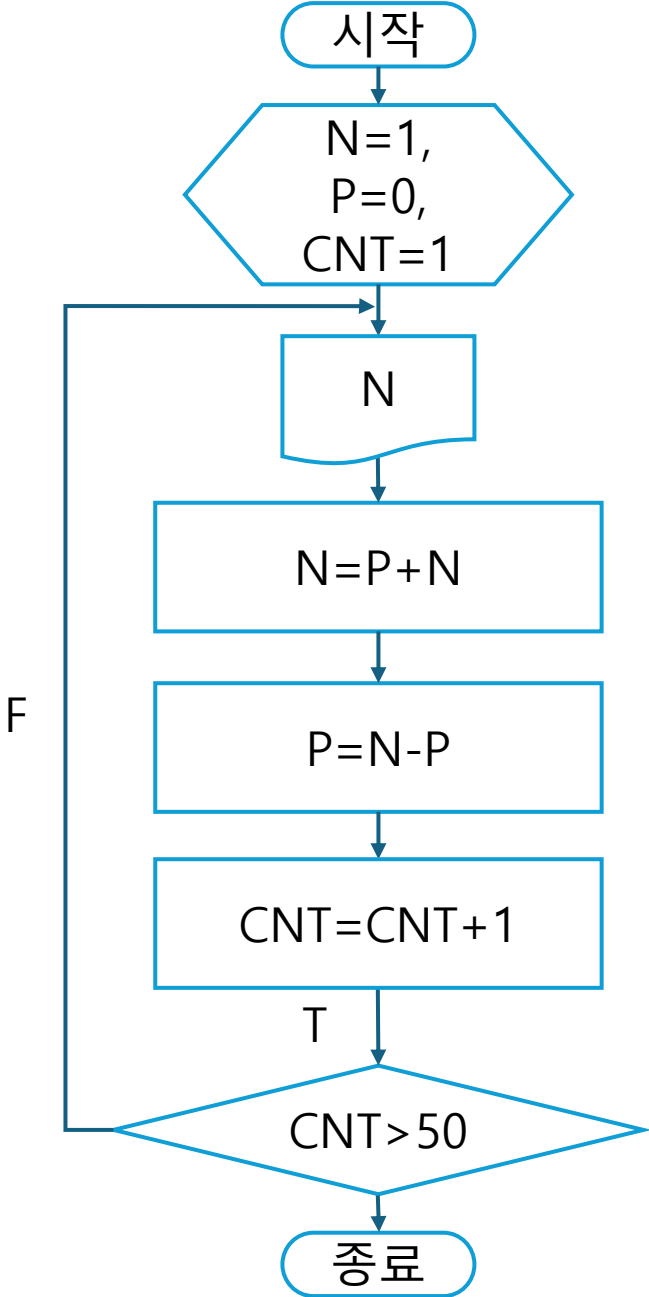 시작
N=1,
P=0,
CNT=1
N
N=P+N
F
P=N-P
CNT=CNT+1
T
CNT>50
종료